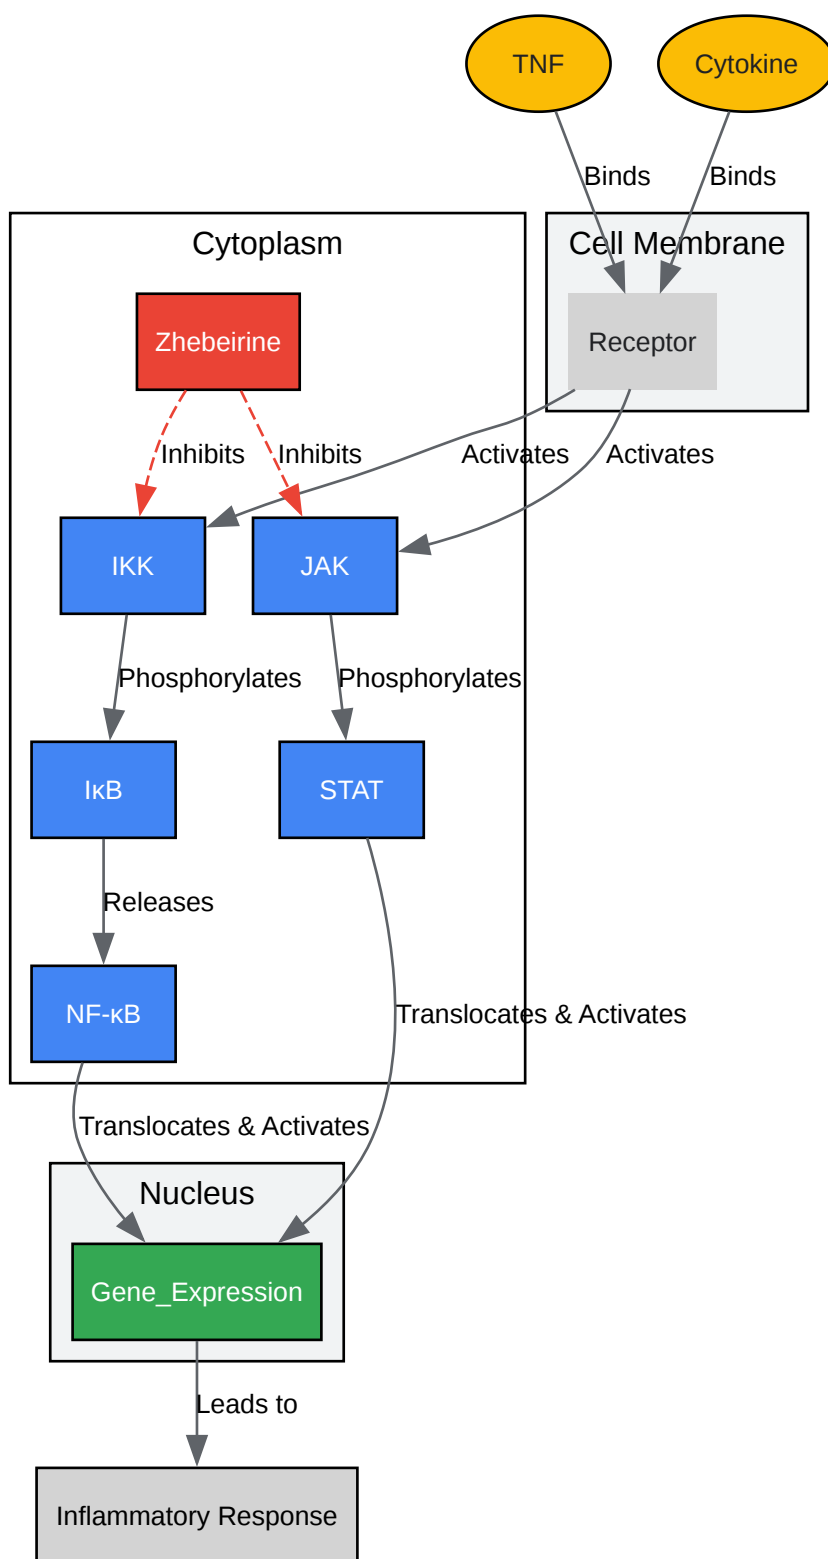 TNF
Cytokine
Binds
Binds
Cytoplasm
Cell Membrane
Zhebeirine
Receptor
Inhibits
Inhibits
Activates
Activates
IKK
JAK
Phosphorylates
Phosphorylates
IκB
STAT
Releases
NF-κB
Translocates & Activates
Translocates & Activates
Nucleus
Gene_Expression
Leads to
Inflammatory Response